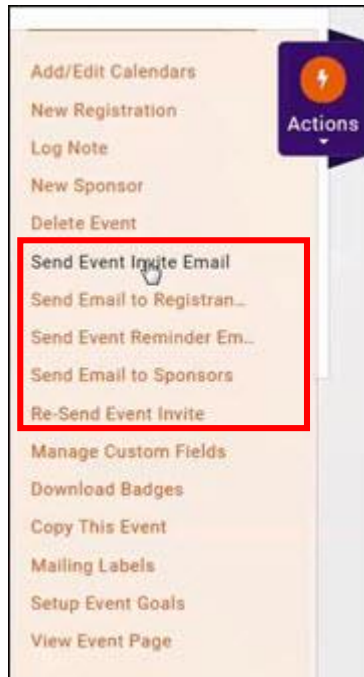 Add/Edit Calendars
New Registration
Actions
Log Note
New Sponsor
Delete Event
Send Event Invite Email
Send Email to Registran...
Send Event Reminder Em...
Send Email to Sponsors
Re-Send Event Invite
Manage Custom Fields
Download Badges
Copy This Event
Mailing Labels
Setup Event Goals
View Event Page